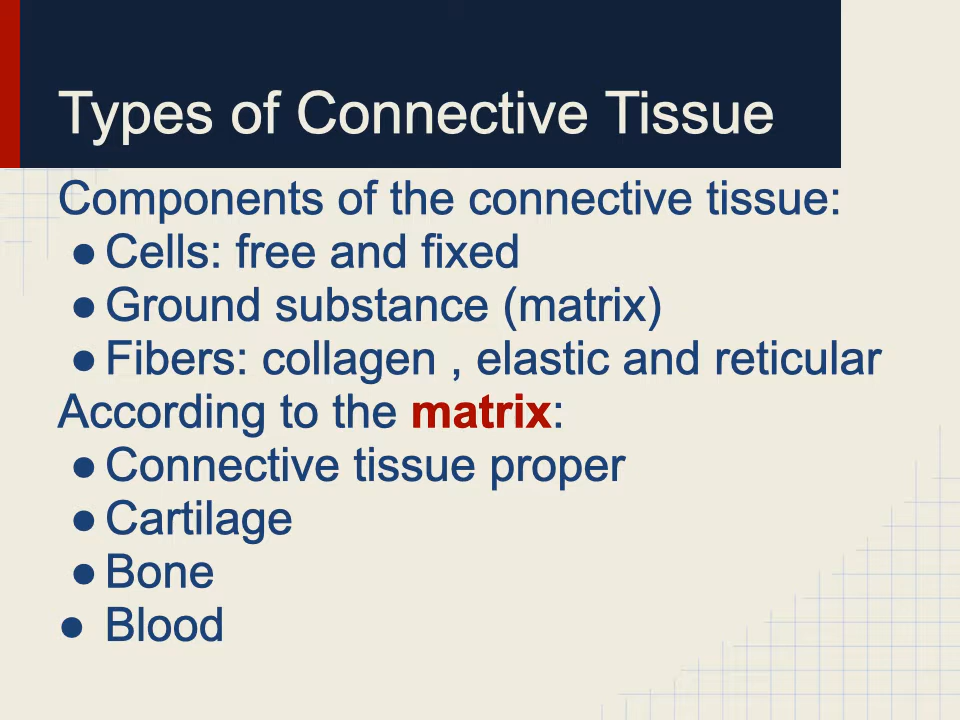 Types of Connective Tissue
Components of the connective tissue:
● Cells: free and fixed
● Ground substance (matrix)
● Fibers: collagen , elastic and reticular
According to the matrix:
● Connective tissue proper
● Cartilage
● Bone
● Blood